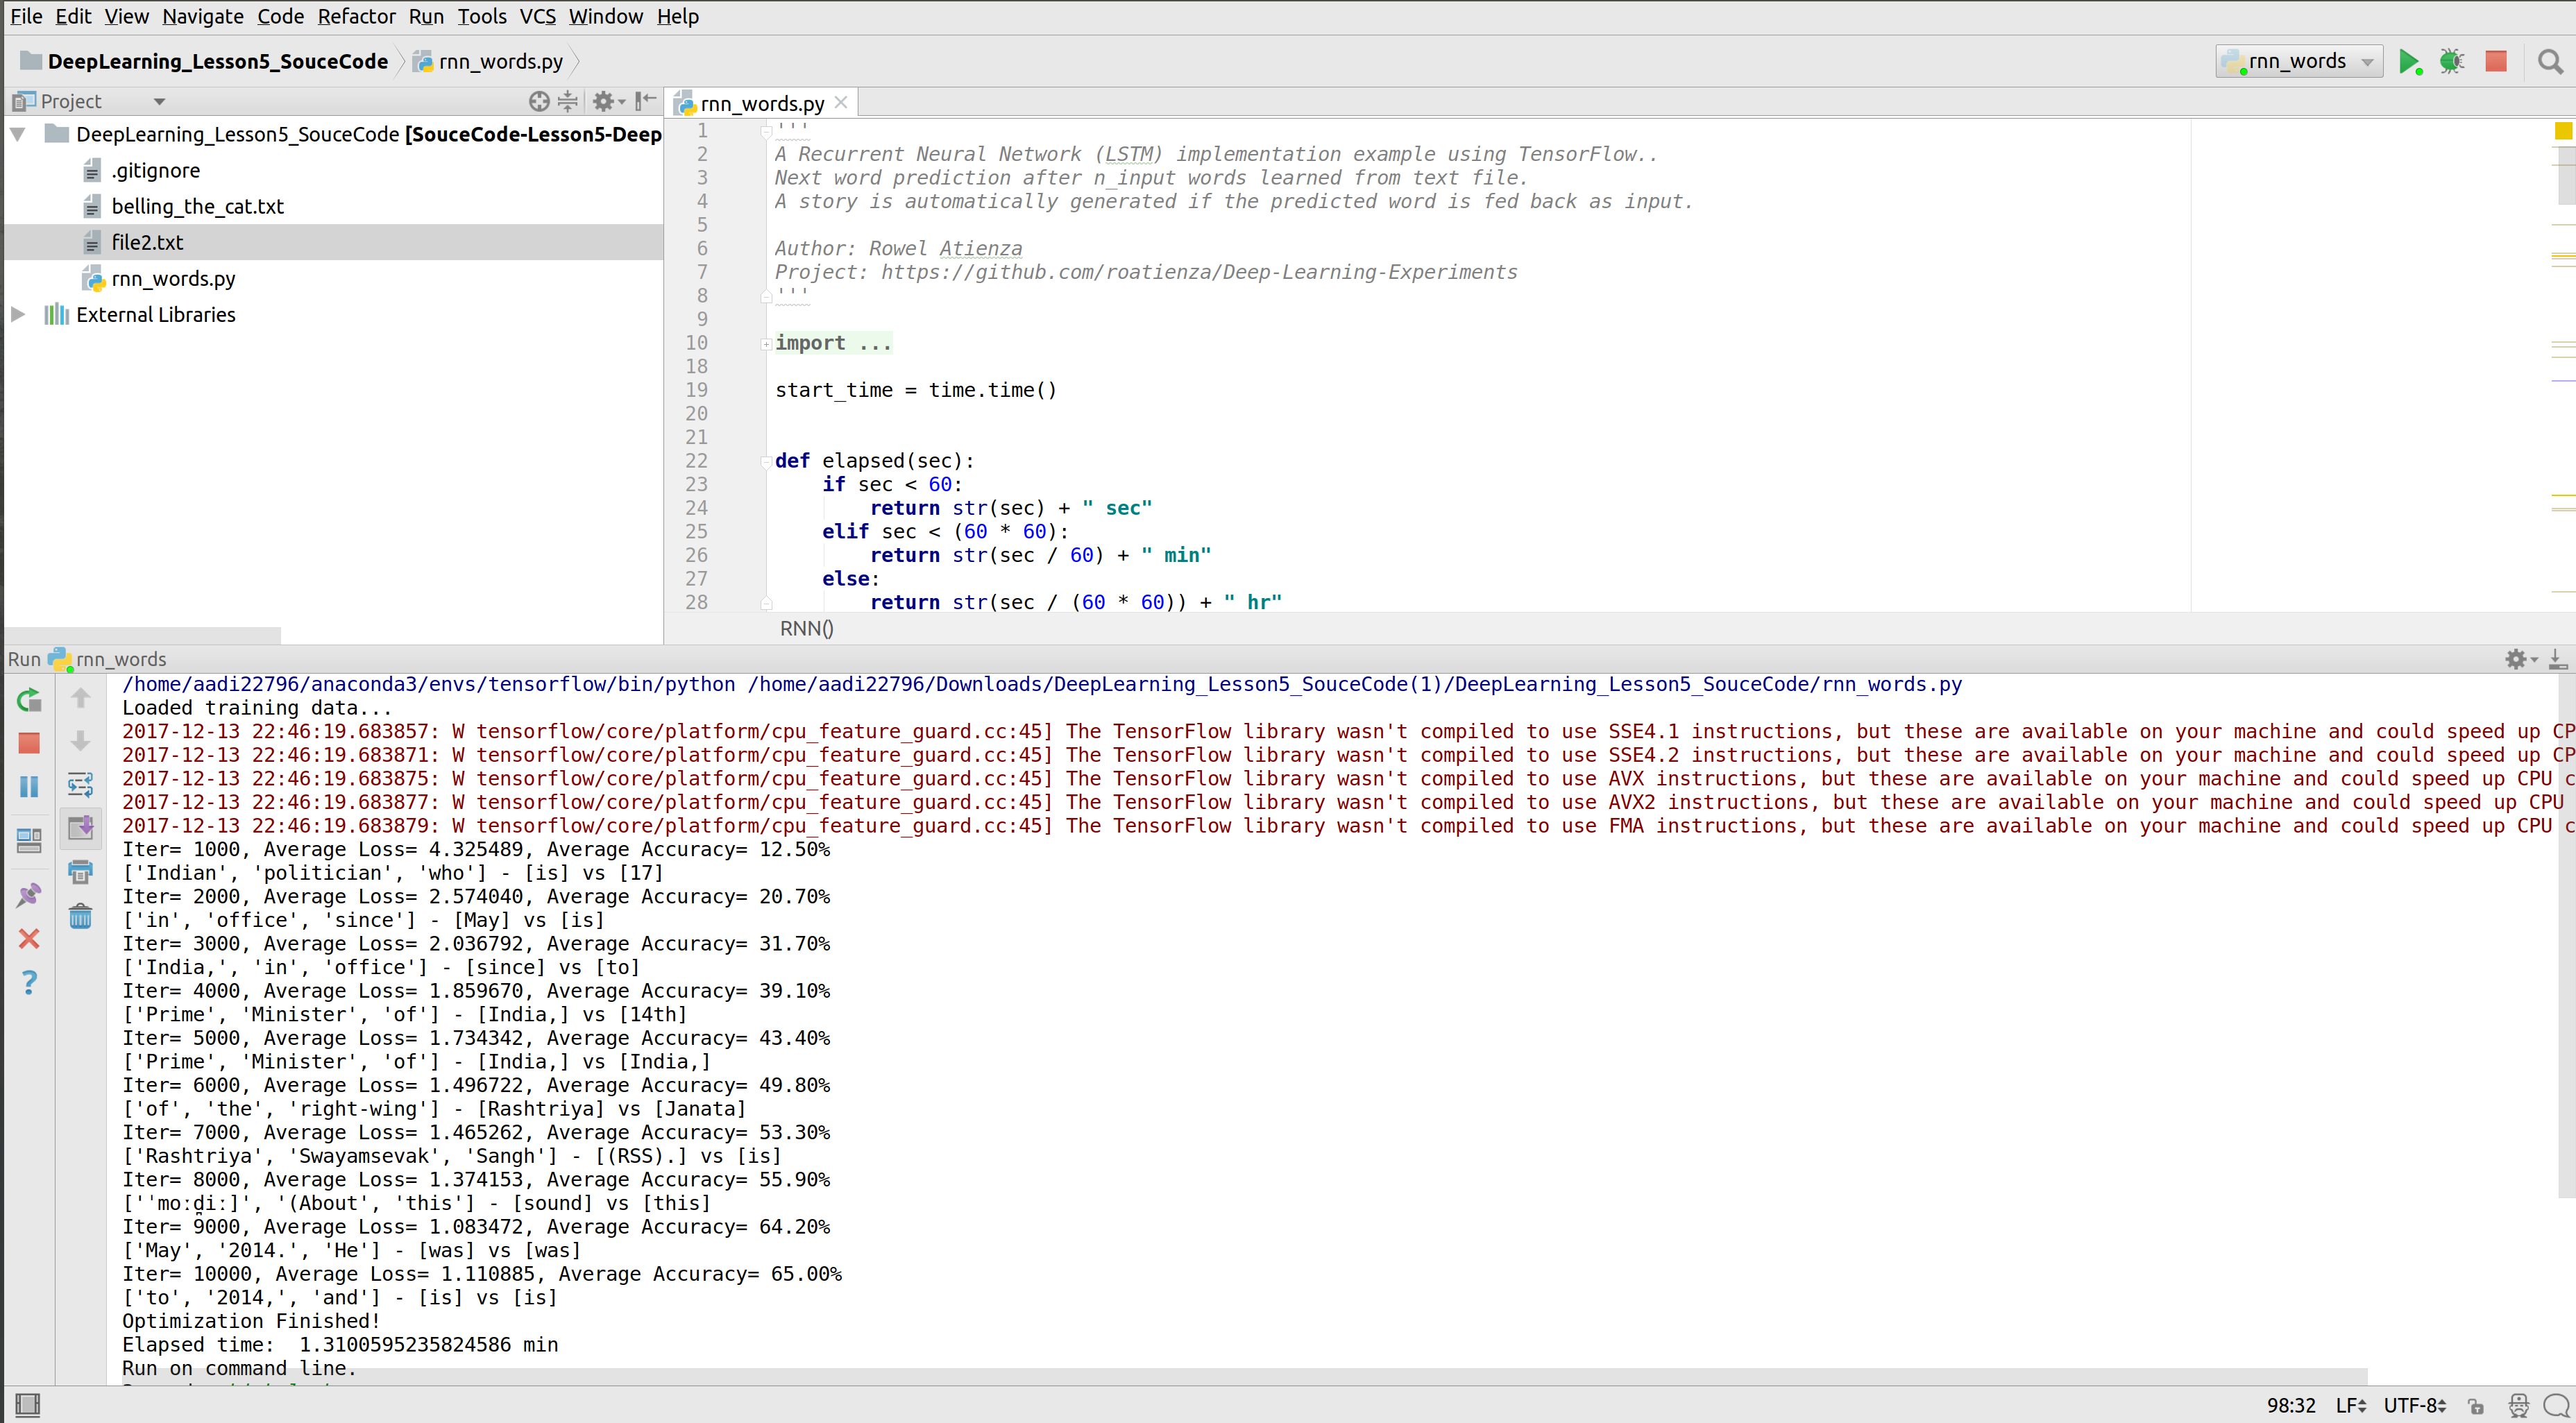 File Edit View Navigate Code Refactor Run Tools VCS Window Help
DeepLearning_Lesson5_SouceCode rnn_words.py rnn_words
Project
DeepLearning_Lesson5_SouceCode [SouceCode-Lesson5-Deep
.gitignore
belling_the_cat.txt
file2.txt
rnn_words.py
External Libraries
rnn_words.py
1 '''
2 A Recurrent Neural Network (LSTM) implementation example using TensorFlow..
3 Next word prediction after n_input words learned from text file.
4 A story is automatically generated if the predicted word is fed back as input.
5
6 Author: Rowel Atienza
7 Project: https://github.com/roatienza/Deep-Learning-Experiments
8 '''
9
10 import ...
18
19 start_time = time.time()
20
21
22 def elapsed(sec):
23 if sec < 60:
24 return str(sec) + " sec"
25 elif sec < (60 * 60):
26 return str(sec / 60) + " min"
27 else:
28 return str(sec / (60 * 60)) + " hr"
RNN()
Run rnn_words
/home/aadi22796/anaconda3/envs/tensorflow/bin/python /home/aadi22796/Downloads/DeepLearning_Lesson5_SouceCode(1)/DeepLearning_Lesson5_SouceCode/rnn_words.py
Loaded training data...
2017-12-13 22:46:19.683857: W tensorflow/core/platform/cpu_feature_guard.cc:45] The TensorFlow library wasn't compiled to use SSE4.1 instructions, but these are available on your machine and could speed up CP
2017-12-13 22:46:19.683871: W tensorflow/core/platform/cpu_feature_guard.cc:45] The TensorFlow library wasn't compiled to use SSE4.2 instructions, but these are available on your machine and could speed up CP
2017-12-13 22:46:19.683875: W tensorflow/core/platform/cpu_feature_guard.cc:45] The TensorFlow library wasn't compiled to use AVX instructions, but these are available on your machine and could speed up CPU c
2017-12-13 22:46:19.683877: W tensorflow/core/platform/cpu_feature_guard.cc:45] The TensorFlow library wasn't compiled to use AVX2 instructions, but these are available on your machine and could speed up CPU
2017-12-13 22:46:19.683879: W tensorflow/core/platform/cpu_feature_guard.cc:45] The TensorFlow library wasn't compiled to use FMA instructions, but these are available on your machine and could speed up CPU c
Iter= 1000, Average Loss= 4.325489, Average Accuracy= 12.50%
['Indian', 'politician', 'who'] - [is] vs [17]
Iter= 2000, Average Loss= 2.574040, Average Accuracy= 20.70%
['in', 'office', 'since'] - [May] vs [is]
Iter= 3000, Average Loss= 2.036792, Average Accuracy= 31.70%
['India,', 'in', 'office'] - [since] vs [to]
Iter= 4000, Average Loss= 1.859670, Average Accuracy= 39.10%
['Prime', 'Minister', 'of'] - [India,] vs [14th]
Iter= 5000, Average Loss= 1.734342, Average Accuracy= 43.40%
['Prime', 'Minister', 'of'] - [India,] vs [India,]
Iter= 6000, Average Loss= 1.496722, Average Accuracy= 49.80%
['of', 'the', 'right-wing'] - [Rashtriya] vs [Janata]
Iter= 7000, Average Loss= 1.465262, Average Accuracy= 53.30%
['Rashtriya', 'Swayamsevak', 'Sangh'] - [(RSS).] vs [is]
Iter= 8000, Average Loss= 1.374153, Average Accuracy= 55.90%
['ˈmoːd̪iː]', '(About', 'this'] - [sound] vs [this]
Iter= 9000, Average Loss= 1.083472, Average Accuracy= 64.20%
['May', '2014.', 'He'] - [was] vs [was]
Iter= 10000, Average Loss= 1.110885, Average Accuracy= 65.00%
['to', '2014,', 'and'] - [is] vs [is]
Optimization Finished!
Elapsed time:  1.3100595235824586 min
Run on command line.
98:32 LF UTF-8